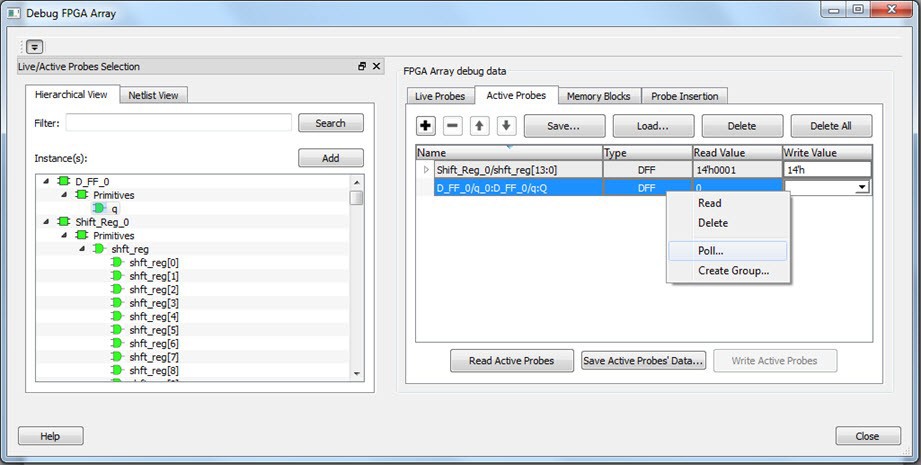 Debug FPGA Array
Live/Active Probes Selection
Hierarchical View Netlist View
Filter: Search
Instance(s): Add
D_FF_0
Primitives
q
Shift_Reg_0
Primitives
shft_reg
shft_reg[0]
shft_reg[1]
shft_reg[2]
shft_reg[3]
shft_reg[4]
shft_reg[5]
shft_reg[6]
shft_reg[7]
shft_reg[8]
FPGA Array debug data
Live Probes Active Probes Memory Blocks Probe Insertion
Save... Load... Delete Delete All
Name Type Read Value Write Value
Shift_Reg_0/shft_reg[13:0] DFF 14'h0001 14'h
D_FF_0/q_0:D_FF_0/q:Q DFF 0
Read
Delete
Poll...
Create Group...
Read Active Probes Save Active Probes' Data... Write Active Probes
Help Close